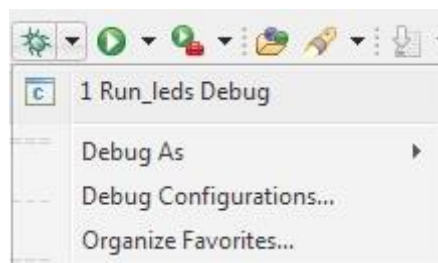 c
1 Run_leds Debug
Debug As
Debug Configurations...
Organize Favorites...